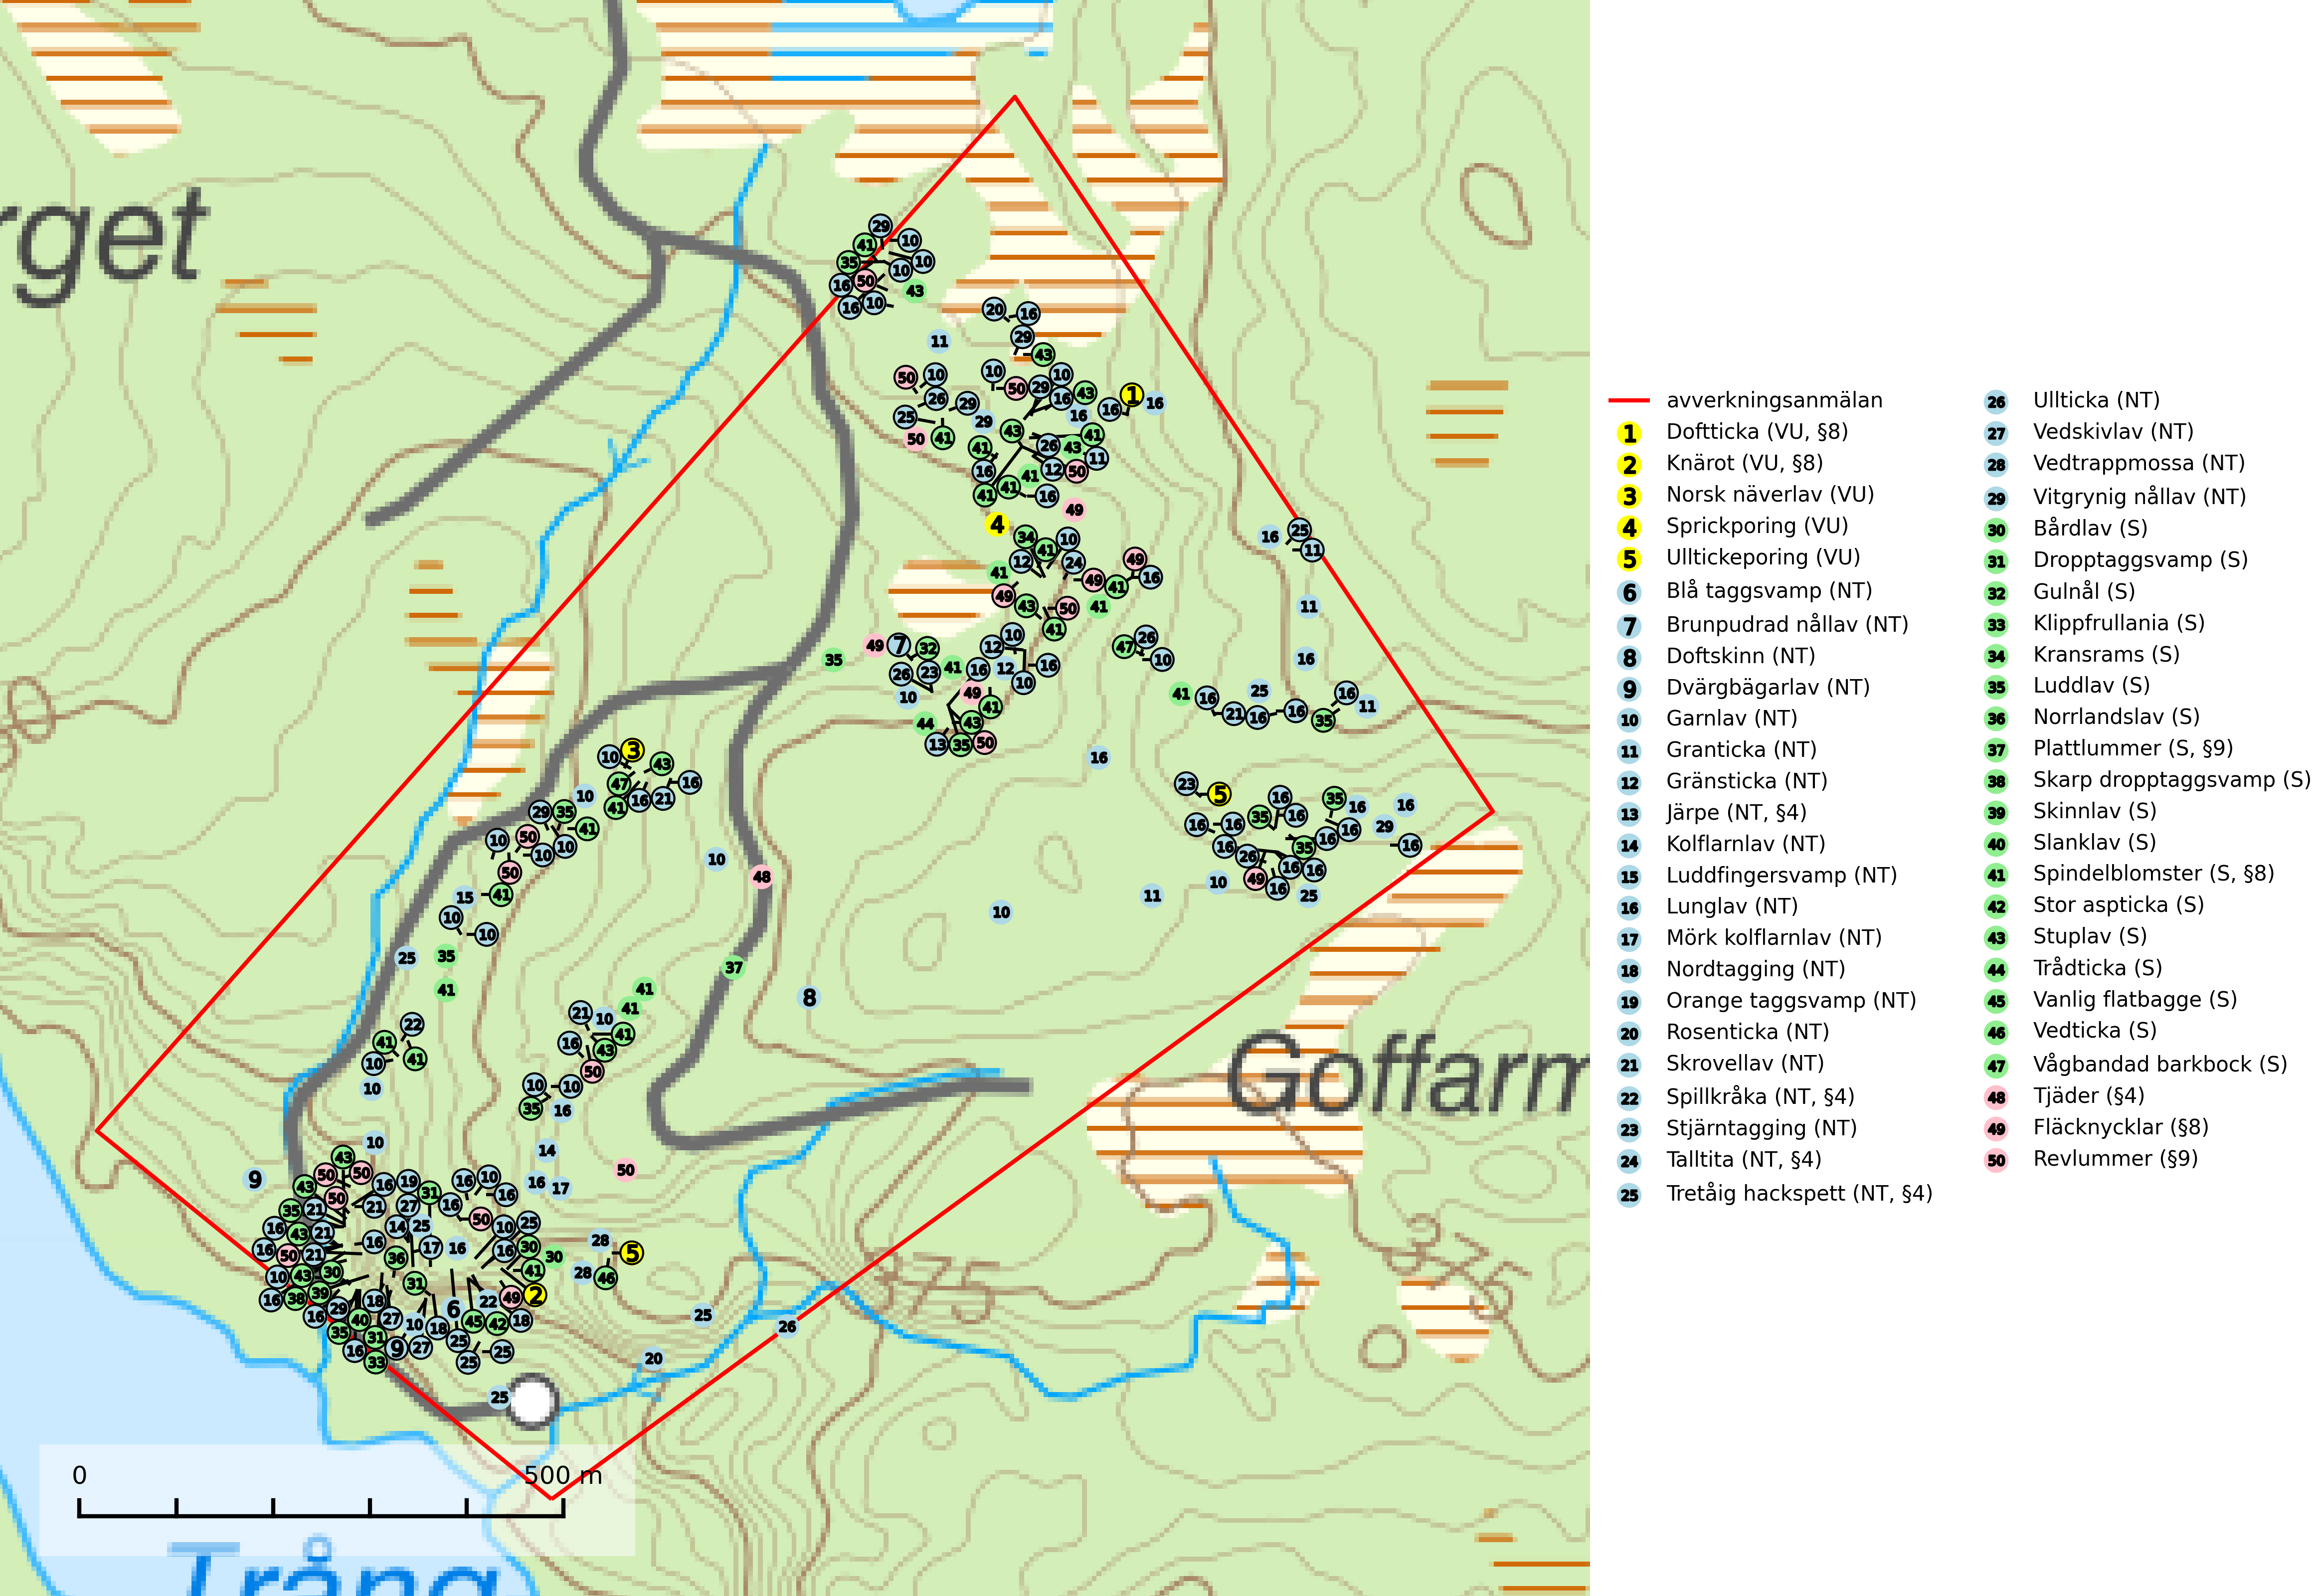 rget
Goffarm
375
375
Trång
0
500 m
avverkningsanmälan
1 Doftticka (VU, §8)
2 Knärot (VU, §8)
3 Norsk näverlav (VU)
4 Sprickporing (VU)
5 Ulltickeporing (VU)
6 Blå taggsvamp (NT)
7 Brunpudrad nållav (NT)
8 Doftskinn (NT)
9 Dvärgbägarlav (NT)
10 Garnlav (NT)
11 Granticka (NT)
12 Gränsticka (NT)
13 Järpe (NT, §4)
14 Kolflarnlav (NT)
15 Luddfingersvamp (NT)
16 Lunglav (NT)
17 Mörk kolflarnlav (NT)
18 Nordtagging (NT)
19 Orange taggsvamp (NT)
20 Rosenticka (NT)
21 Skrovellav (NT)
22 Spillkråka (NT, §4)
23 Stjärntagging (NT)
24 Talltita (NT, §4)
25 Tretåig hackspett (NT, §4)
26 Ullticka (NT)
27 Vedskivlav (NT)
28 Vedtrappmossa (NT)
29 Vitgrynig nållav (NT)
30 Bårdlav (S)
31 Dropptaggsvamp (S)
32 Gulnål (S)
33 Klippfrullania (S)
34 Kransrams (S)
35 Luddlav (S)
36 Norrlandslav (S)
37 Plattlummer (S, §9)
38 Skarp dropptaggsvamp (S)
39 Skinnlav (S)
40 Slanklav (S)
41 Spindelblomster (S, §8)
42 Stor aspticka (S)
43 Stuplav (S)
44 Trådticka (S)
45 Vanlig flatbagge (S)
46 Vedticka (S)
47 Vågbandad barkbock (S)
48 Tjäder (§4)
49 Fläcknycklar (§8)
50 Revlummer (§9)